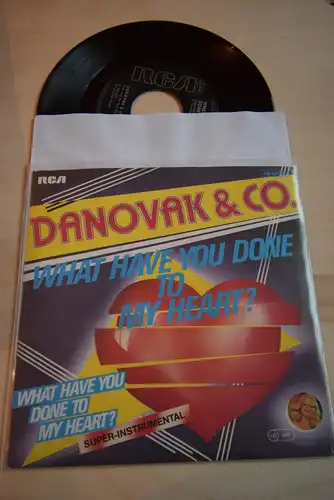 RCA
RCA
DANOVAK & CO.
WHAT HAVE YOU DONE
TO
MY HEART?
WHAT HAVE YOU
DONE TO
MY HEART?
SUPER-INSTRUMENTAL